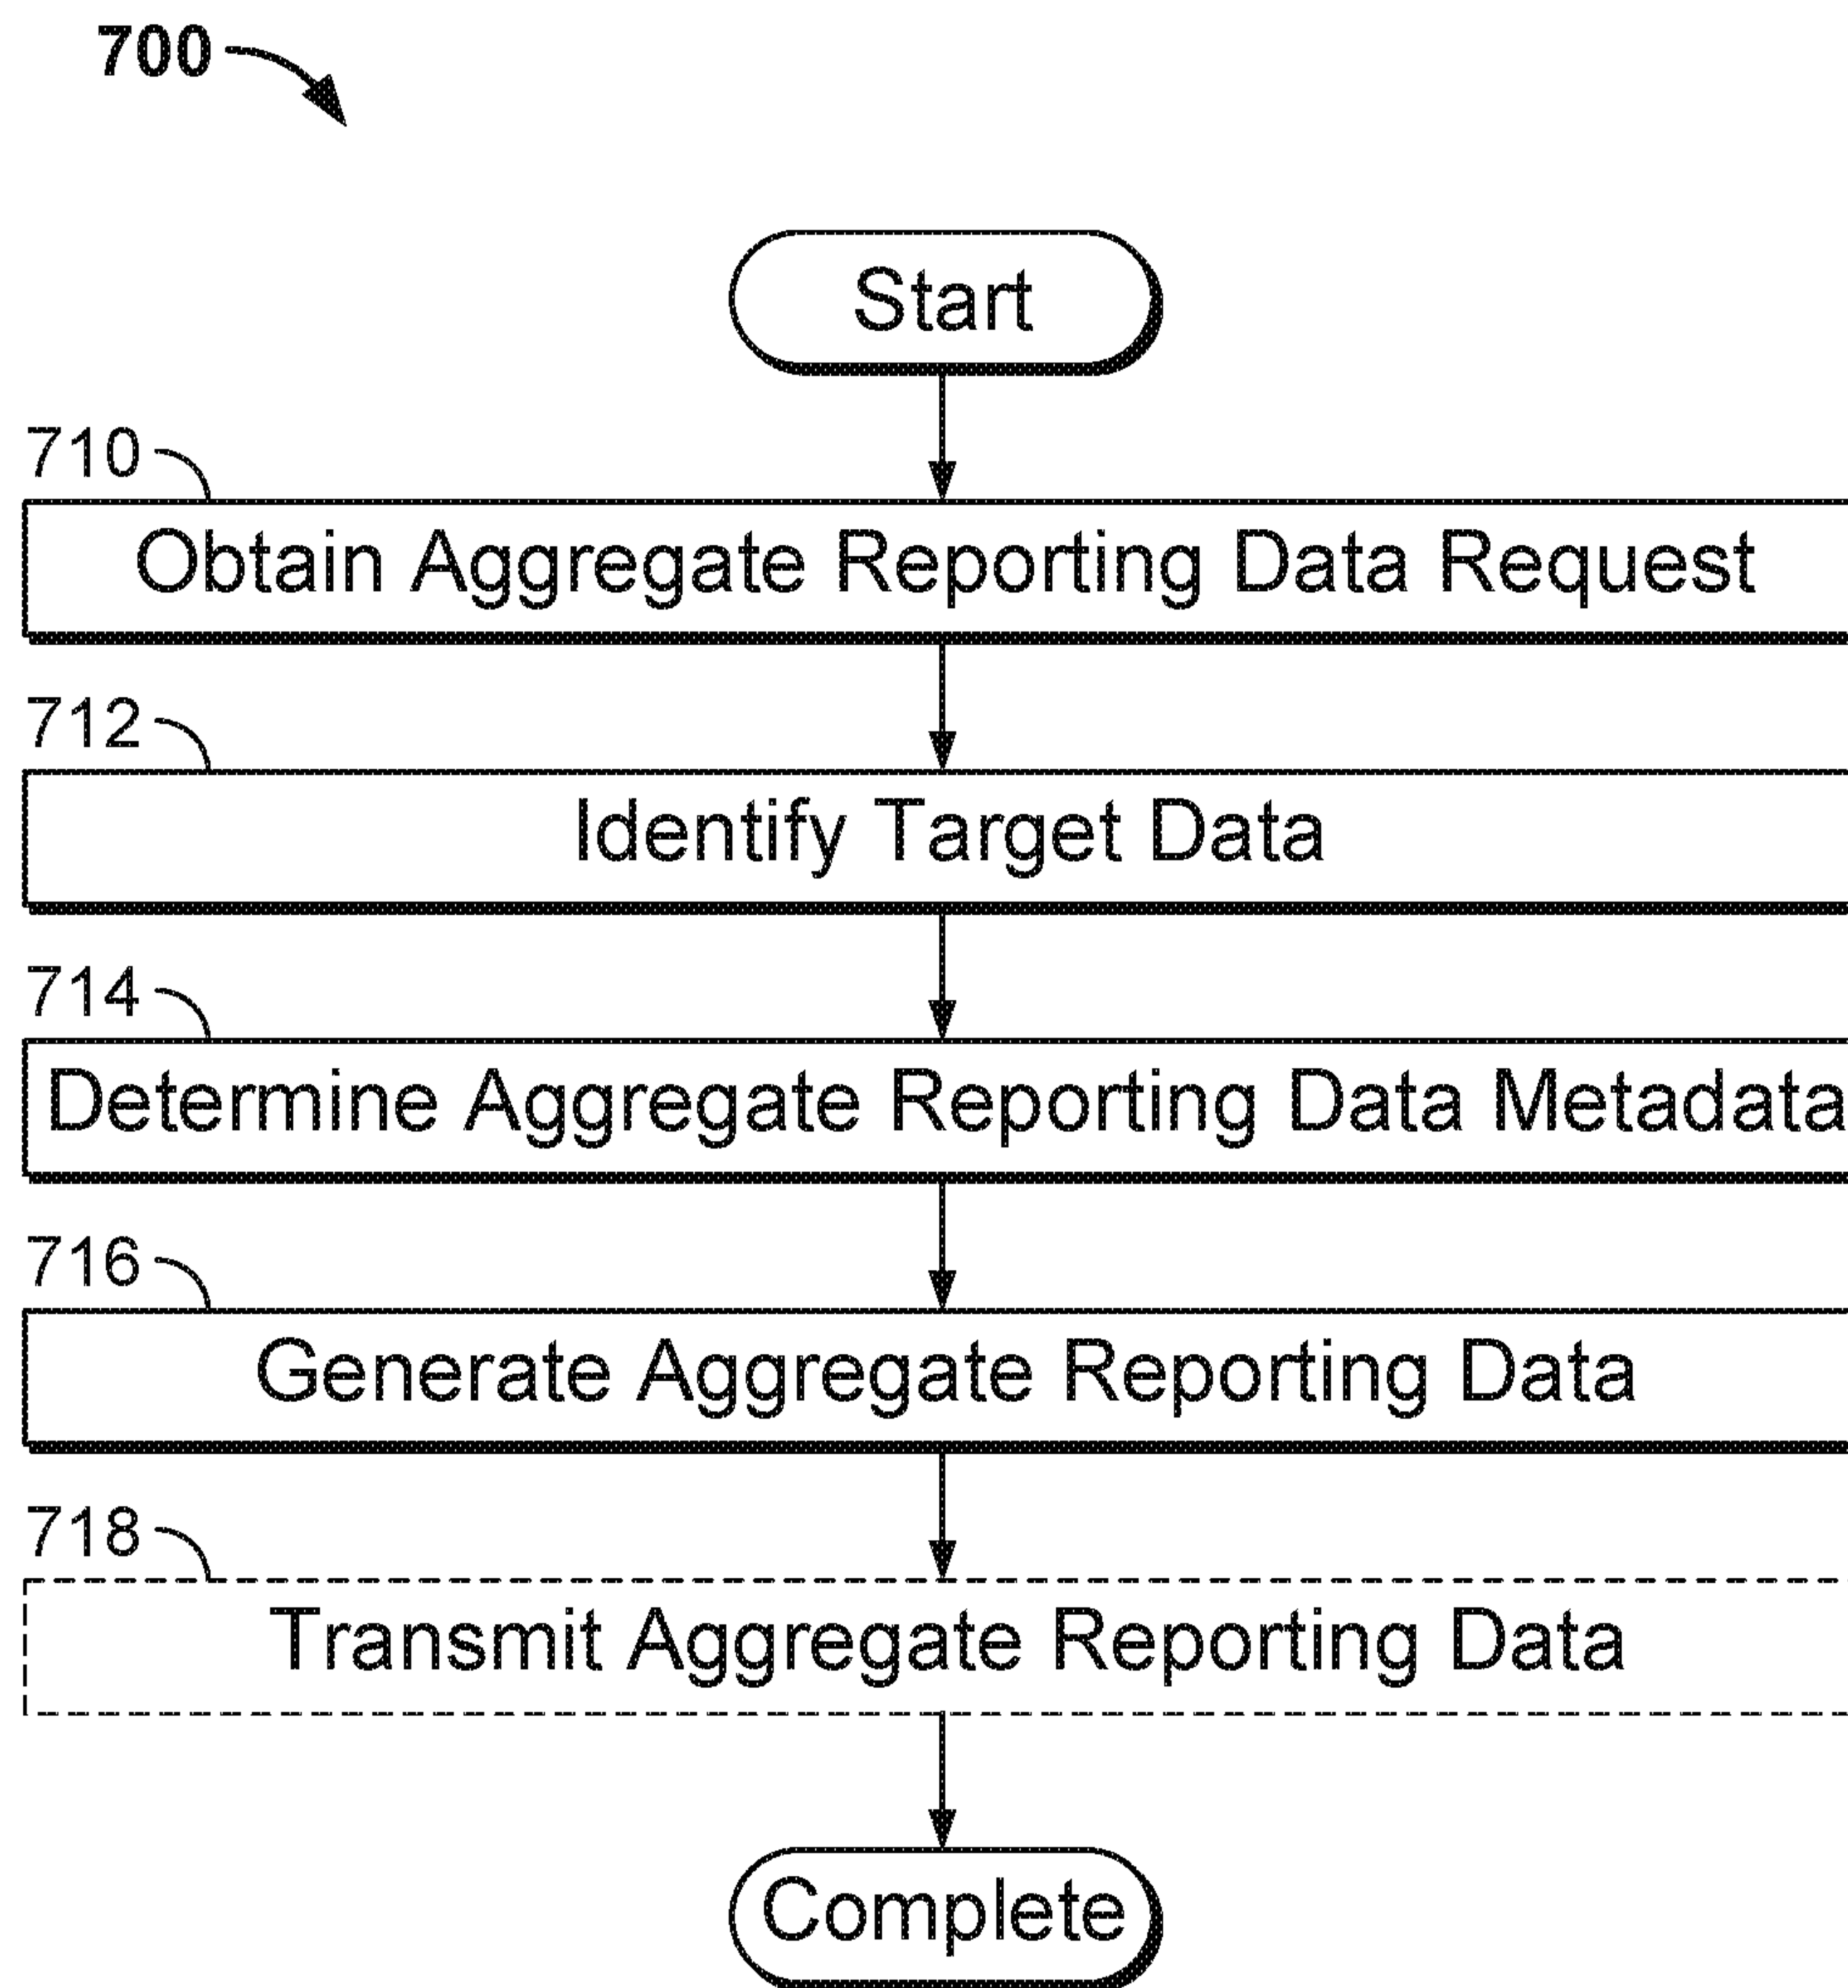 700
Start
710
Obtain Aggregate Reporting Data Request
712
Identify Target Data
714
Determine Aggregate Reporting Data Metadata
716
Generate Aggregate Reporting Data
718
Transmit Aggregate Reporting Data
Complete